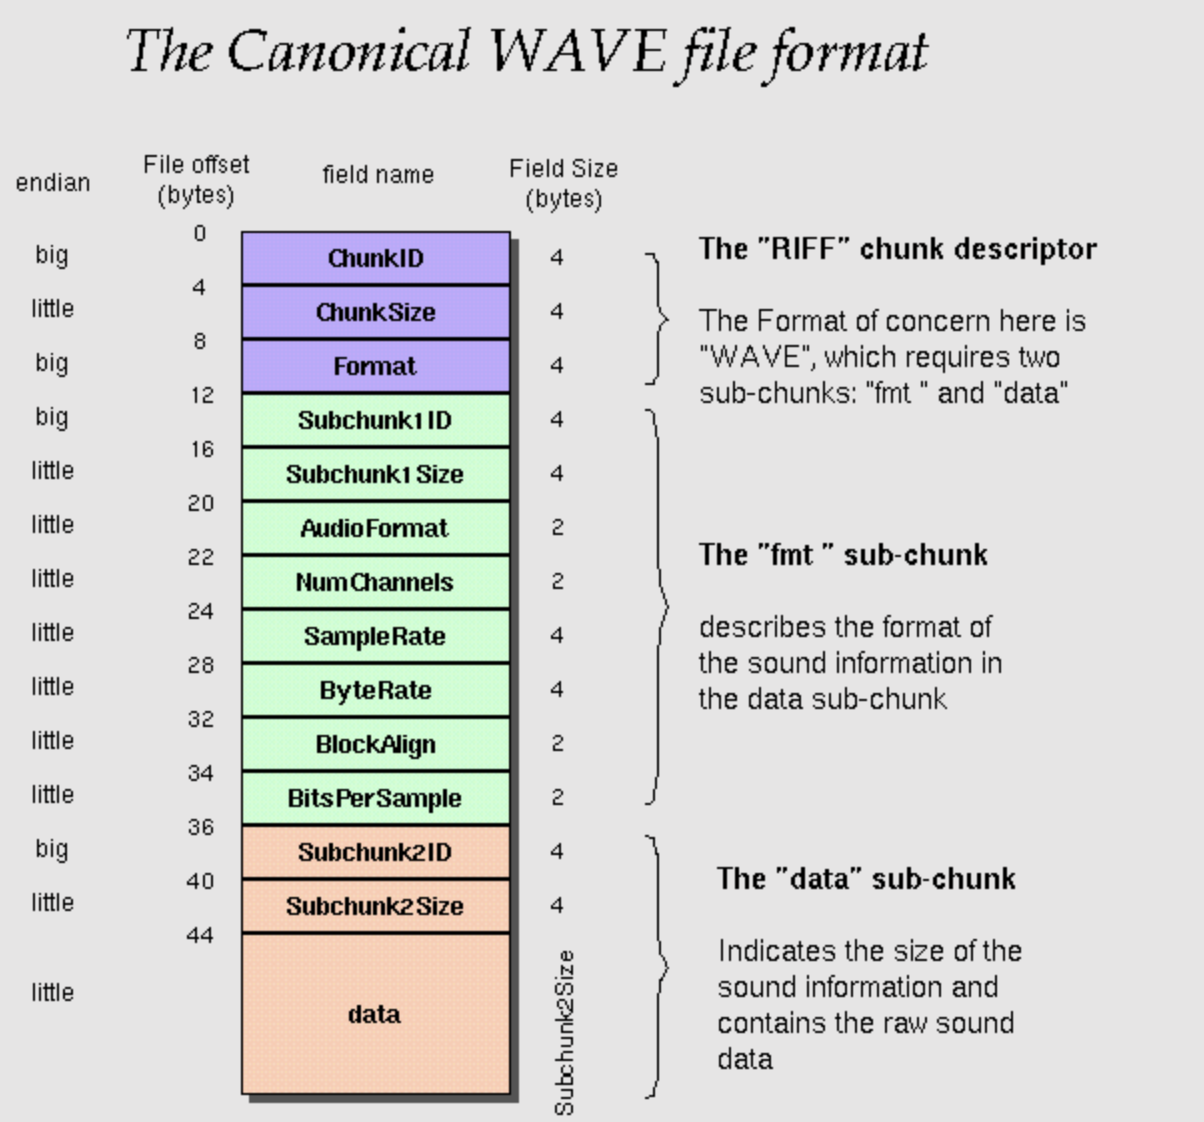 The Canonical WAVE file format
endian
File offset
(bytes)
field name
Field Size
(bytes)
0
big
ChunkID
4
4
little
ChunkSize
4
8
big
Format
4
12
big
Subchunk1ID
4
16
little
Subchunk1Size
4
20
little
AudioFormat
2
22
little
NumChannels
2
24
little
SampleRate
4
28
little
ByteRate
4
32
little
BlockAlign
2
34
little
BitsPerSample
2
36
big
Subchunk2ID
4
40
little
Subchunk2Size
4
44
little
data
Subchunk2Size
The "RIFF" chunk descriptor
The Format of concern here is
"WAVE", which requires two
sub-chunks: "fmt " and "data"
The "fmt " sub-chunk
describes the format of
the sound information in
the data sub-chunk
The "data" sub-chunk
Indicates the size of the
sound information and
contains the raw sound
data